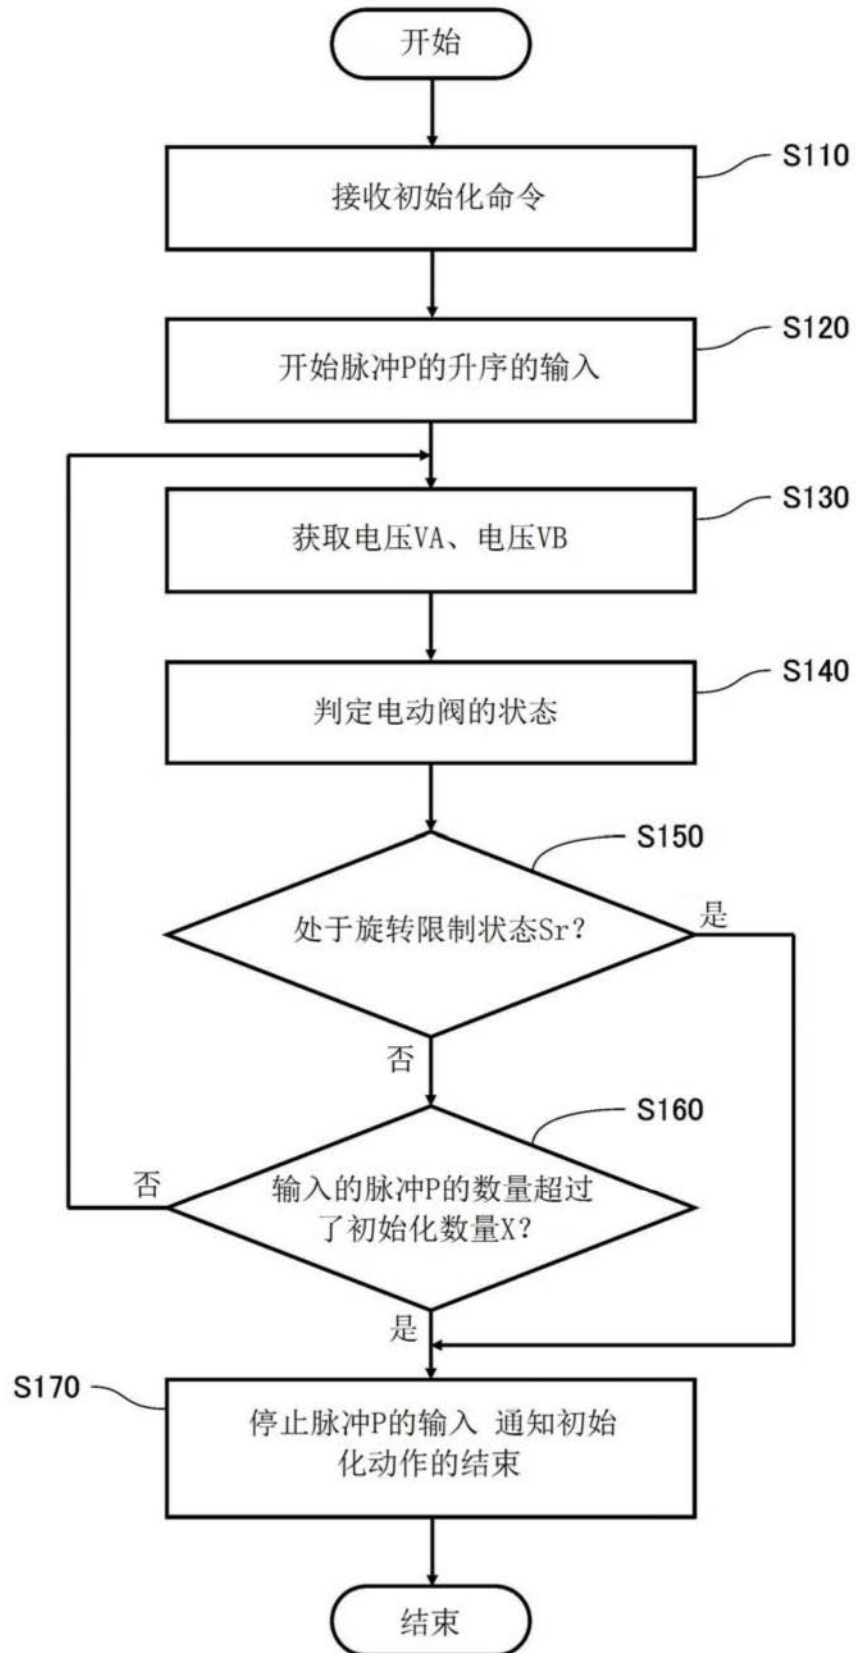 开始
S110
接收初始化命令
S120
开始脉冲P的升序的输入
S130
获取电压VA、电压VB
S140
判定电动阀的状态
S150
处于旋转限制状态Sr?
是
否
S160
输入的脉冲P的数量超过
了初始化数量X?
否
是
S170
停止脉冲P的输入 通知初始
化动作的结束
结束